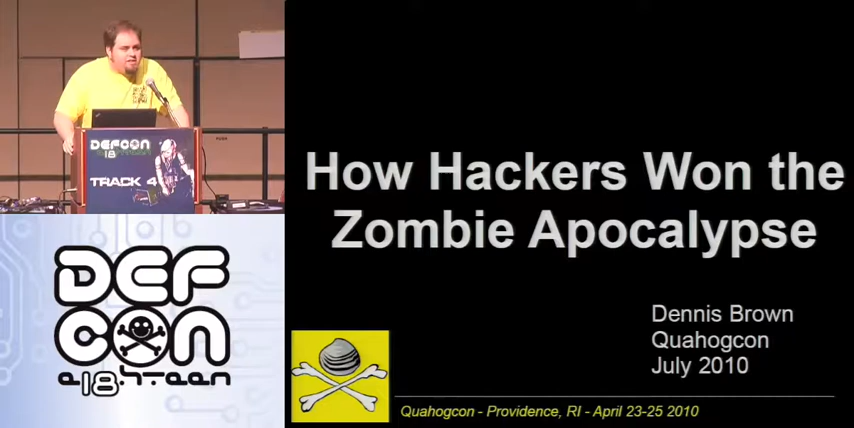 DEFCON
18
TRACK 4
DEF
CON
e18hteen
How Hackers Won the
Zombie Apocalypse
Dennis Brown
Quahogcon
July 2010
Quahogcon - Providence, RI - April 23-25 2010